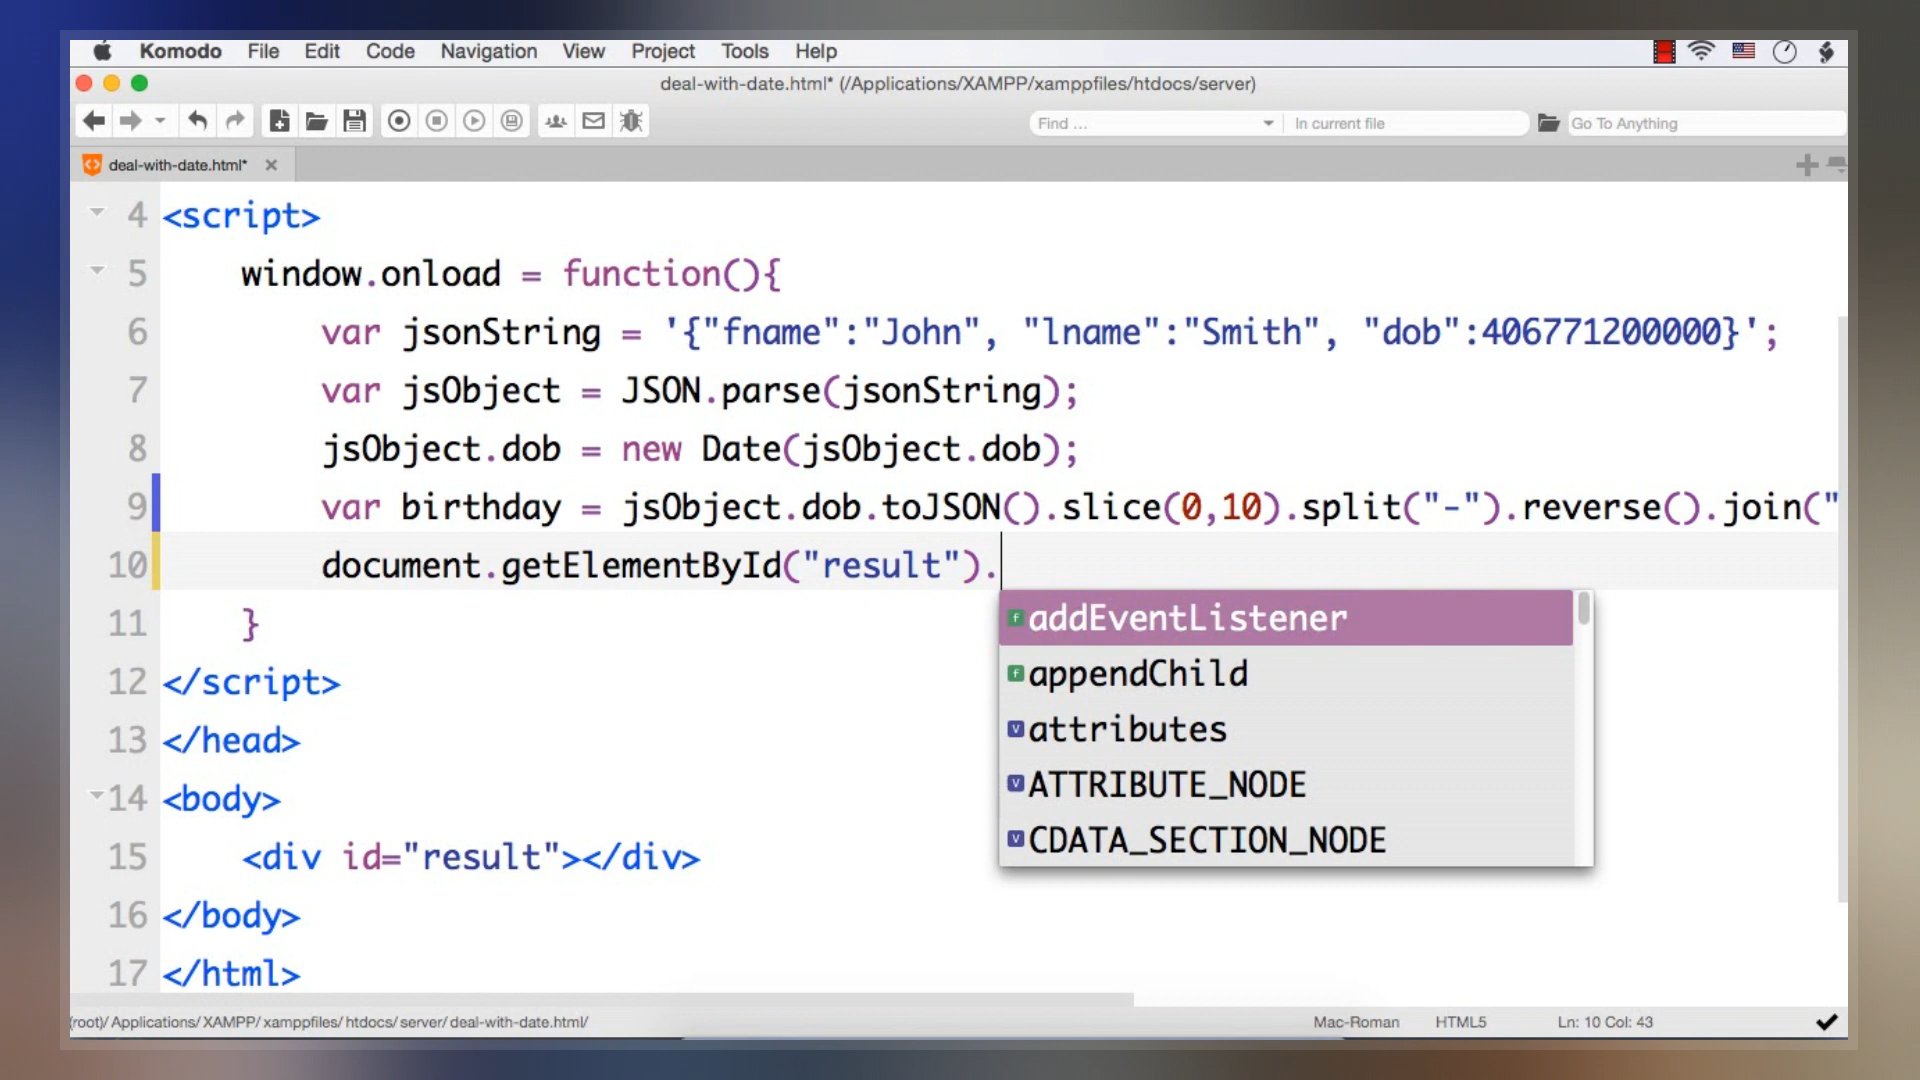 Komodo File Edit Code Navigation View Project Tools Help
deal-with-date.html* (/Applications/XAMPP/xamppfiles/htdocs/server)
Find ... In current file Go To Anything
deal-with-date.html*
4 <script>
5 window.onload = function(){
6 var jsonString = '{"fname":"John", "lname":"Smith", "dob":406771200000}';
7 var jsObject = JSON.parse(jsonString);
8 jsObject.dob = new Date(jsObject.dob);
9 var birthday = jsObject.dob.toJSON().slice(0,10).split("-").reverse().join("
10 document.getElementById("result").
f addEventListener
f appendChild
v attributes
v ATTRIBUTE_NODE
v CDATA_SECTION_NODE
11 }
12 </script>
13 </head>
14 <body>
15 <div id="result"></div>
16 </body>
17 </html>
(root)/Applications/XAMPP/xamppfiles/htdocs/server/deal-with-date.html/ Mac-Roman HTML5 Ln: 10 Col: 43